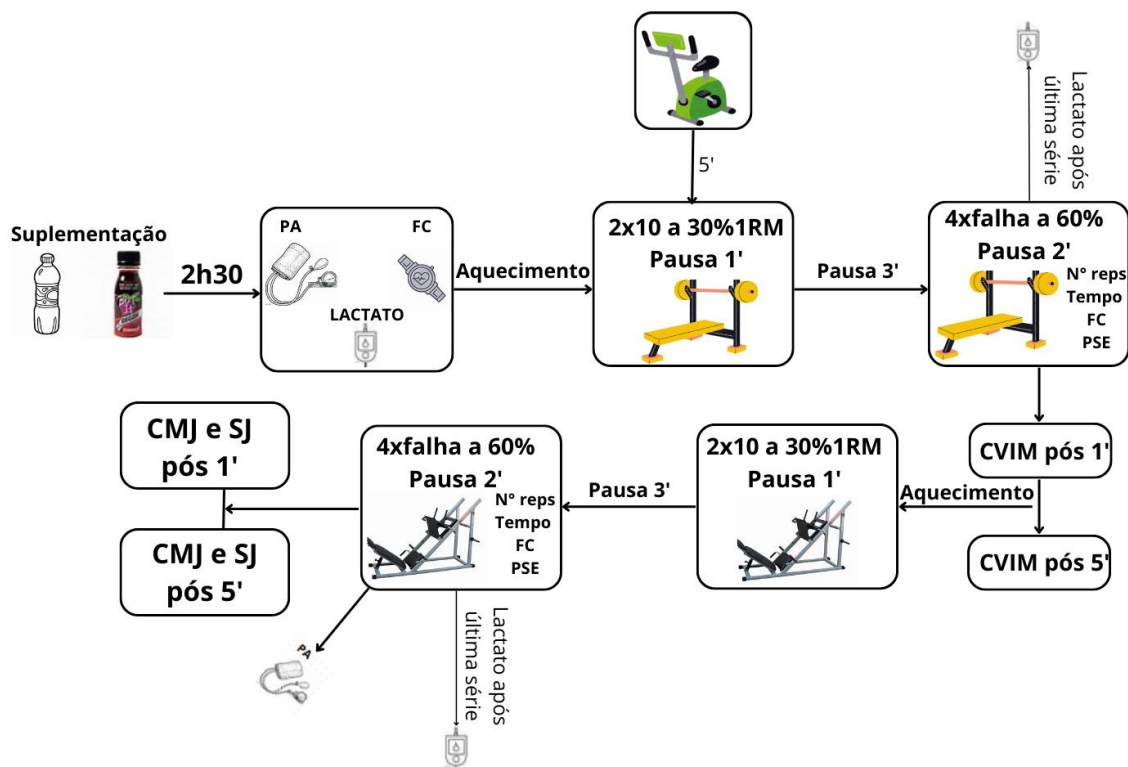 Suplementação
2h30
PA
FC
LACTATO
Aquecimento
5'
2x10 a 30%1RM
Pausa 1'
Pausa 3'
4xfalha a 60%
Pausa 2'
N° reps
Tempo
FC
PSE
Lactato após
última série
CVIM pós 1'
CVIM pós 5'
Aquecimento
2x10 a 30%1RM
Pausa 1'
Pausa 3'
4xfalha a 60%
Pausa 2'
N° reps
Tempo
FC
PSE
PA
Lactato após
última série
CMJ e SJ
pós 1'
CMJ e SJ
pós 5'